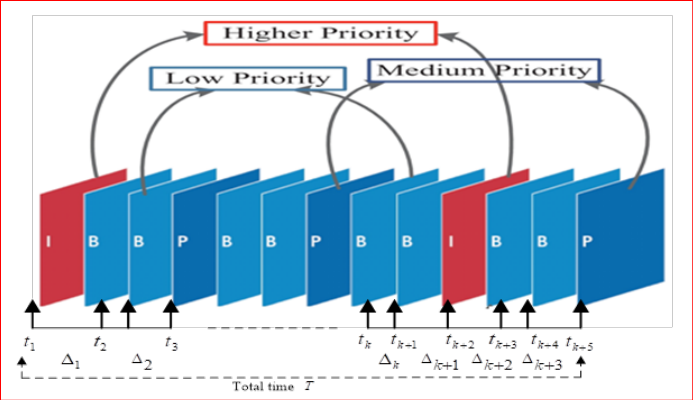 Higher Priority
Low Priority
Medium Priority
I B B P B B P B B I B B P
t₁ t₂ t₃ tₖ tₖ₊₁ tₖ₊₂ tₖ₊₃ tₖ₊₄ tₖ₊₅
Δ₁ Δ₂ Δₖ Δₖ₊₁ Δₖ₊₂ Δₖ₊₃
Total time T